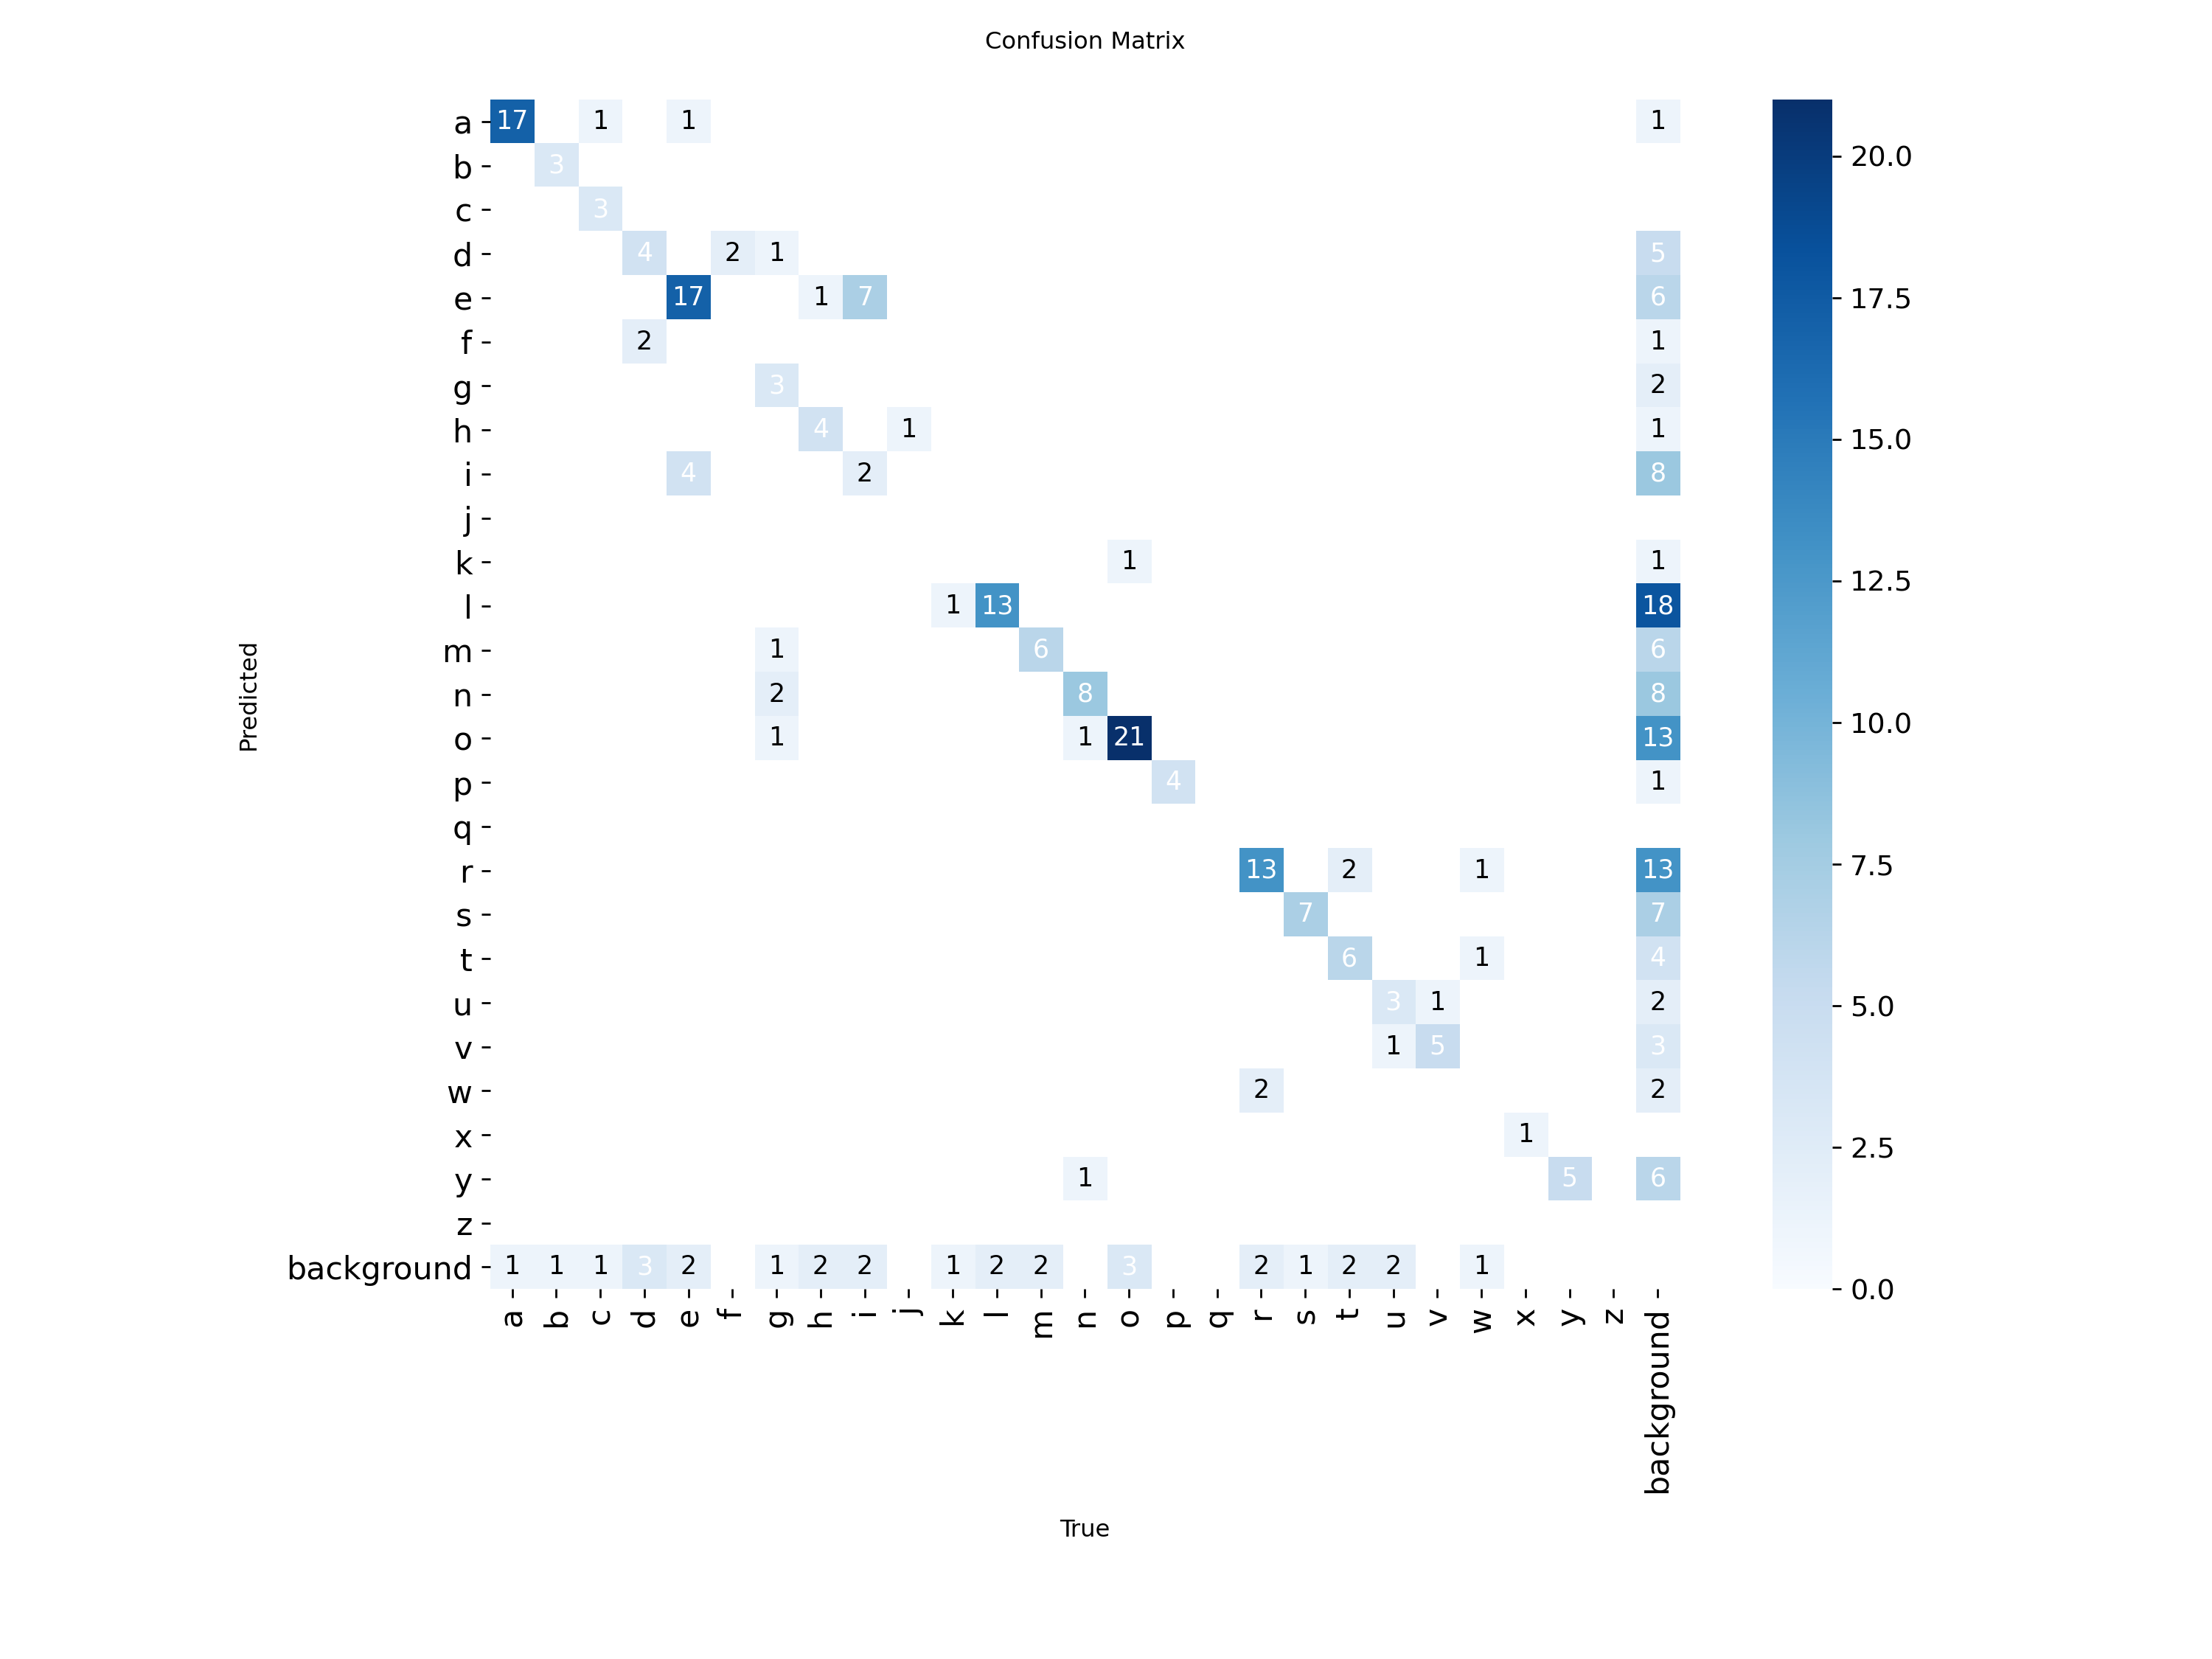 Confusion Matrix
a 17 1 1 1
b 3
c 3
d 4 2 1 5
e 17 1 7 6
f 2 1
g 3 2
h 4 1 1
i 4 2 8
j
k 1 1
l 1 13 18
m 1 6 6
n 2 8 8
o 1 1 21 13
p 4 1
q
r 13 2 1 13
s 7 7
t 6 1 4
u 3 1 2
v 1 5 3
w 2 2
x 1
y 1 5 6
z
background 1 1 1 3 2 1 2 2 1 2 2 3 2 1 2 2 1
a b c d e f g h i j k l m n o p q r s t u v w x y z background
Predicted
True
20.0
17.5
15.0
12.5
10.0
7.5
5.0
2.5
0.0